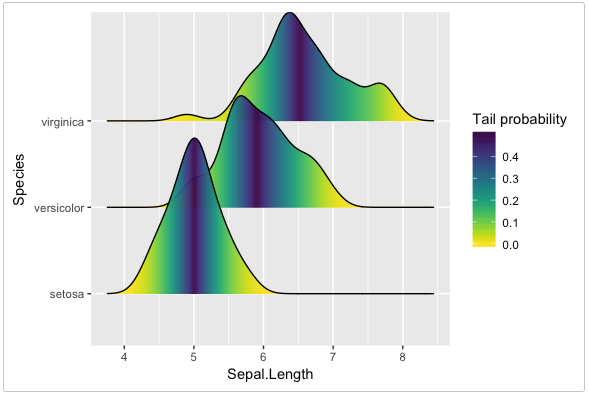 virginica
versicolor
setosa
Species
4 5 6 7 8
Sepal.Length
Tail probability
0.4
0.3
0.2
0.1
0.0